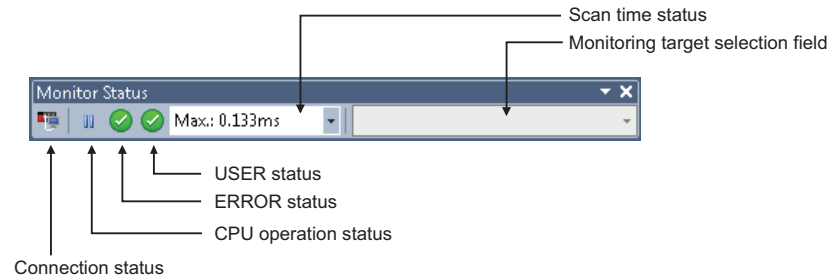 Scan time status
Monitoring target selection field
Monitor Status
Max.: 0.133ms
USER status
ERROR status
CPU operation status
Connection status